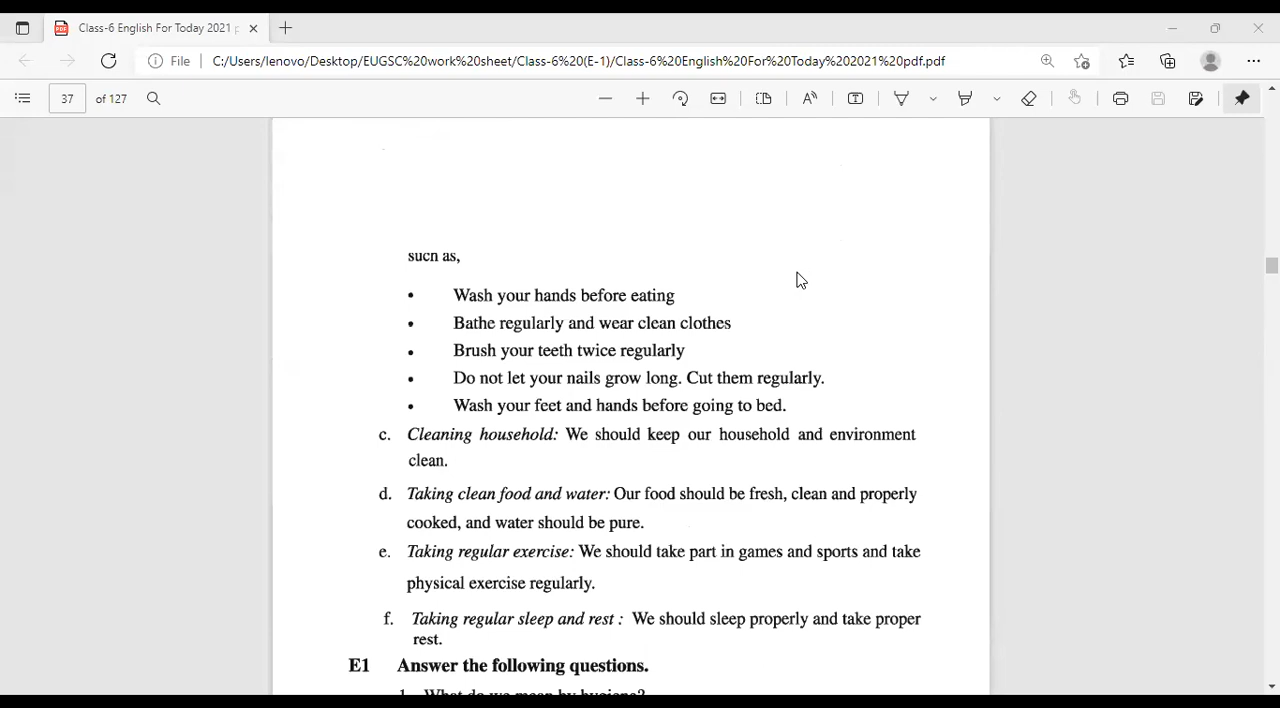 Class-6 English For Today 2021 p
File
C:/Users/lenovo/Desktop/EUGSC%20work%20sheet/Class-6%20(E-1)/Class-6%20English%20For%20Today%202021%20pdf.pdf
37 of 127
sucn as,
• Wash your hands before eating
• Bathe regularly and wear clean clothes
• Brush your teeth twice regularly
• Do not let your nails grow long. Cut them regularly.
• Wash your feet and hands before going to bed.
c. Cleaning household: We should keep our household and environment
clean.
d. Taking clean food and water: Our food should be fresh, clean and properly
cooked, and water should be pure.
e. Taking regular exercise: We should take part in games and sports and take
physical exercise regularly.
f. Taking regular sleep and rest : We should sleep properly and take proper
rest.
E1 Answer the following questions.
1. What do we mean by hygiene?